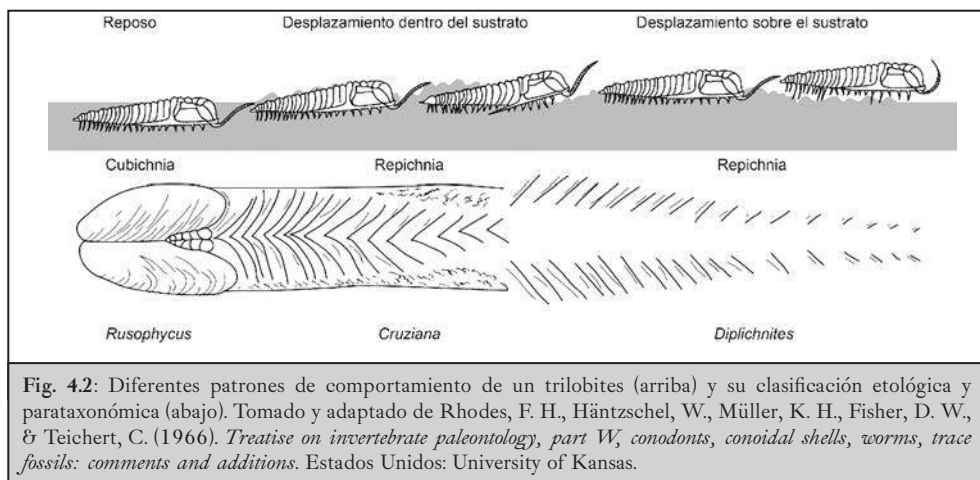 Reposo Desplazamiento dentro del sustrato Desplazamiento sobre el sustrato
Cubichnia Repichnia Repichnia
Rusophycus Cruziana Diplichnites
Fig. 4.2: Diferentes patrones de comportamiento de un trilobites (arriba) y su clasificación etológica y
parataxonómica (abajo). Tomado y adaptado de Rhodes, F. H., Häntzschel, W., Müller, K. H., Fisher, D. W.,
& Teichert, C. (1966). Treatise on invertebrate paleontology, part W, conodonts, conoidal shells, worms, trace
fossils: comments and additions. Estados Unidos: University of Kansas.